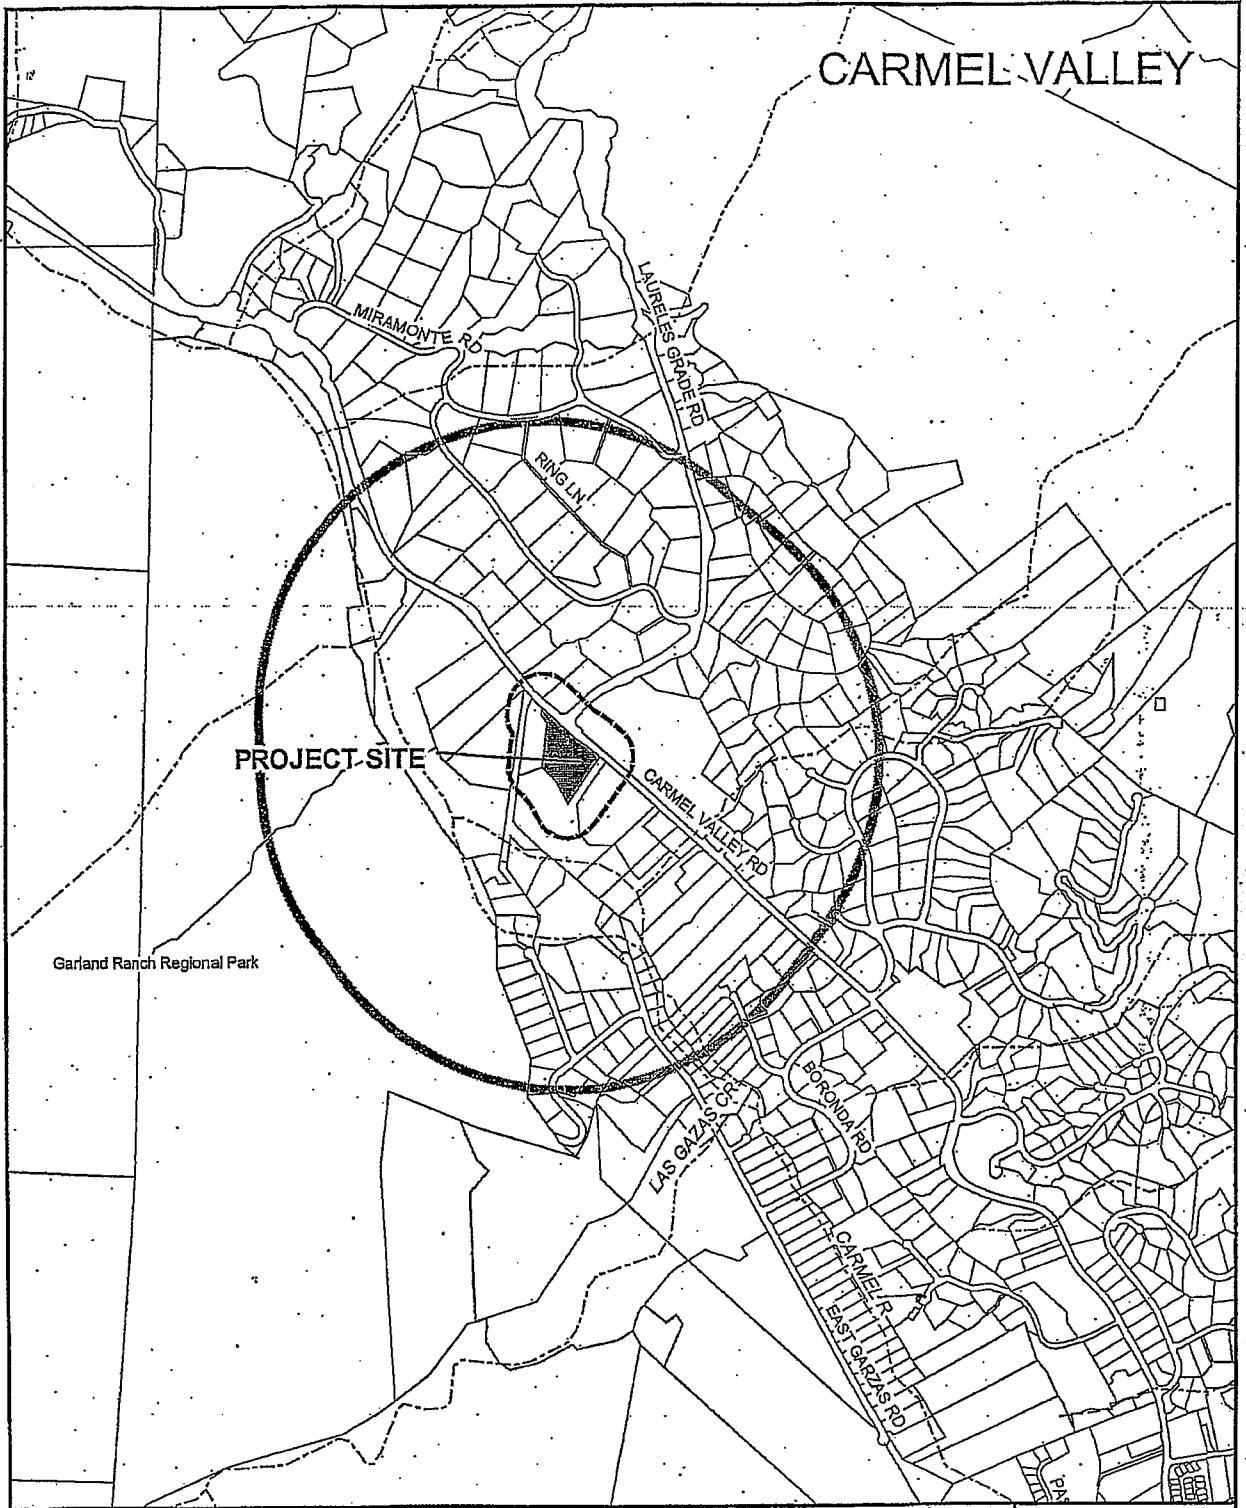 CARMEL VALLEY
LAURELES GRADE RD
MIRAMONTE RD
RING LN
PROJECT SITE
CARMEL VALLEY RD
Garland Ranch Regional Park
BORONDA RD
LAS GAZAS CR
CARMEL R
EAST GARZAS RD